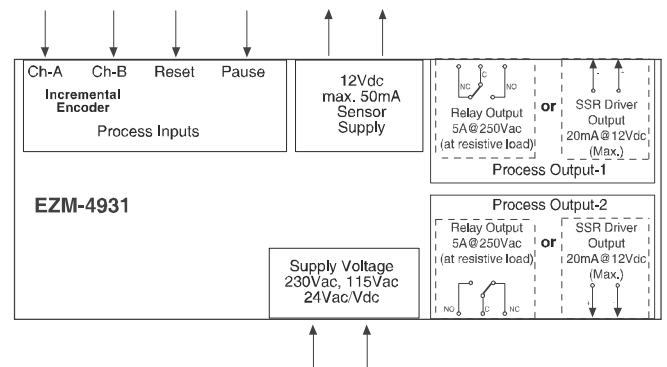 Ch-A Ch-B Reset Pause
Incremental
Encoder
Process Inputs
12Vdc
max. 50mA
Sensor
Supply
NC C NO
Relay Output
5A@250Vac
(at resistive load)
or
SSR Driver
Output
20mA@12Vdc
(Max.)
Process Output-1
EZM-4931
Process Output-2
Relay Output
5A@250Vac
(at resistive load)
or
SSR Driver
Output
20mA@12Vdc
(Max.)
NO C NC
Supply Voltage
230Vac, 115Vac
24Vac/Vdc